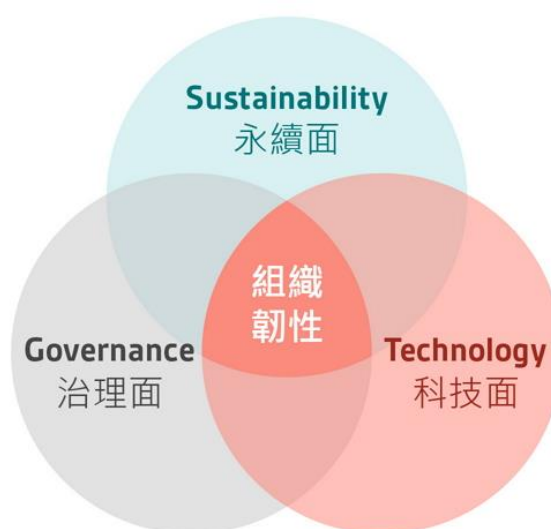 Sustainability
永續面
組織
韌性
Governance
治理面
Technology
科技面